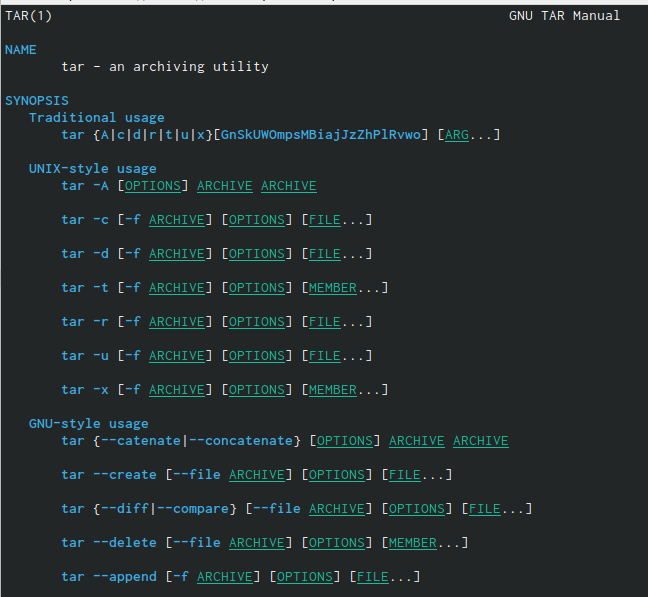 TAR(1) GNU TAR Manual
NAME
tar - an archiving utility
SYNOPSIS
Traditional usage
tar {A|c|d|r|t|u|x}[GnSkUWOmpsMBiajJzZhPlRvwo] [ARG...]
UNIX-style usage
tar -A [OPTIONS] ARCHIVE ARCHIVE
tar -c [-f ARCHIVE] [OPTIONS] [FILE...]
tar -d [-f ARCHIVE] [OPTIONS] [FILE...]
tar -t [-f ARCHIVE] [OPTIONS] [MEMBER...]
tar -r [-f ARCHIVE] [OPTIONS] [FILE...]
tar -u [-f ARCHIVE] [OPTIONS] [FILE...]
tar -x [-f ARCHIVE] [OPTIONS] [MEMBER...]
GNU-style usage
tar {--catenate|--concatenate} [OPTIONS] ARCHIVE ARCHIVE
tar --create [--file ARCHIVE] [OPTIONS] [FILE...]
tar {--diff|--compare} [--file ARCHIVE] [OPTIONS] [FILE...]
tar --delete [--file ARCHIVE] [OPTIONS] [MEMBER...]
tar --append [-f ARCHIVE] [OPTIONS] [FILE...]